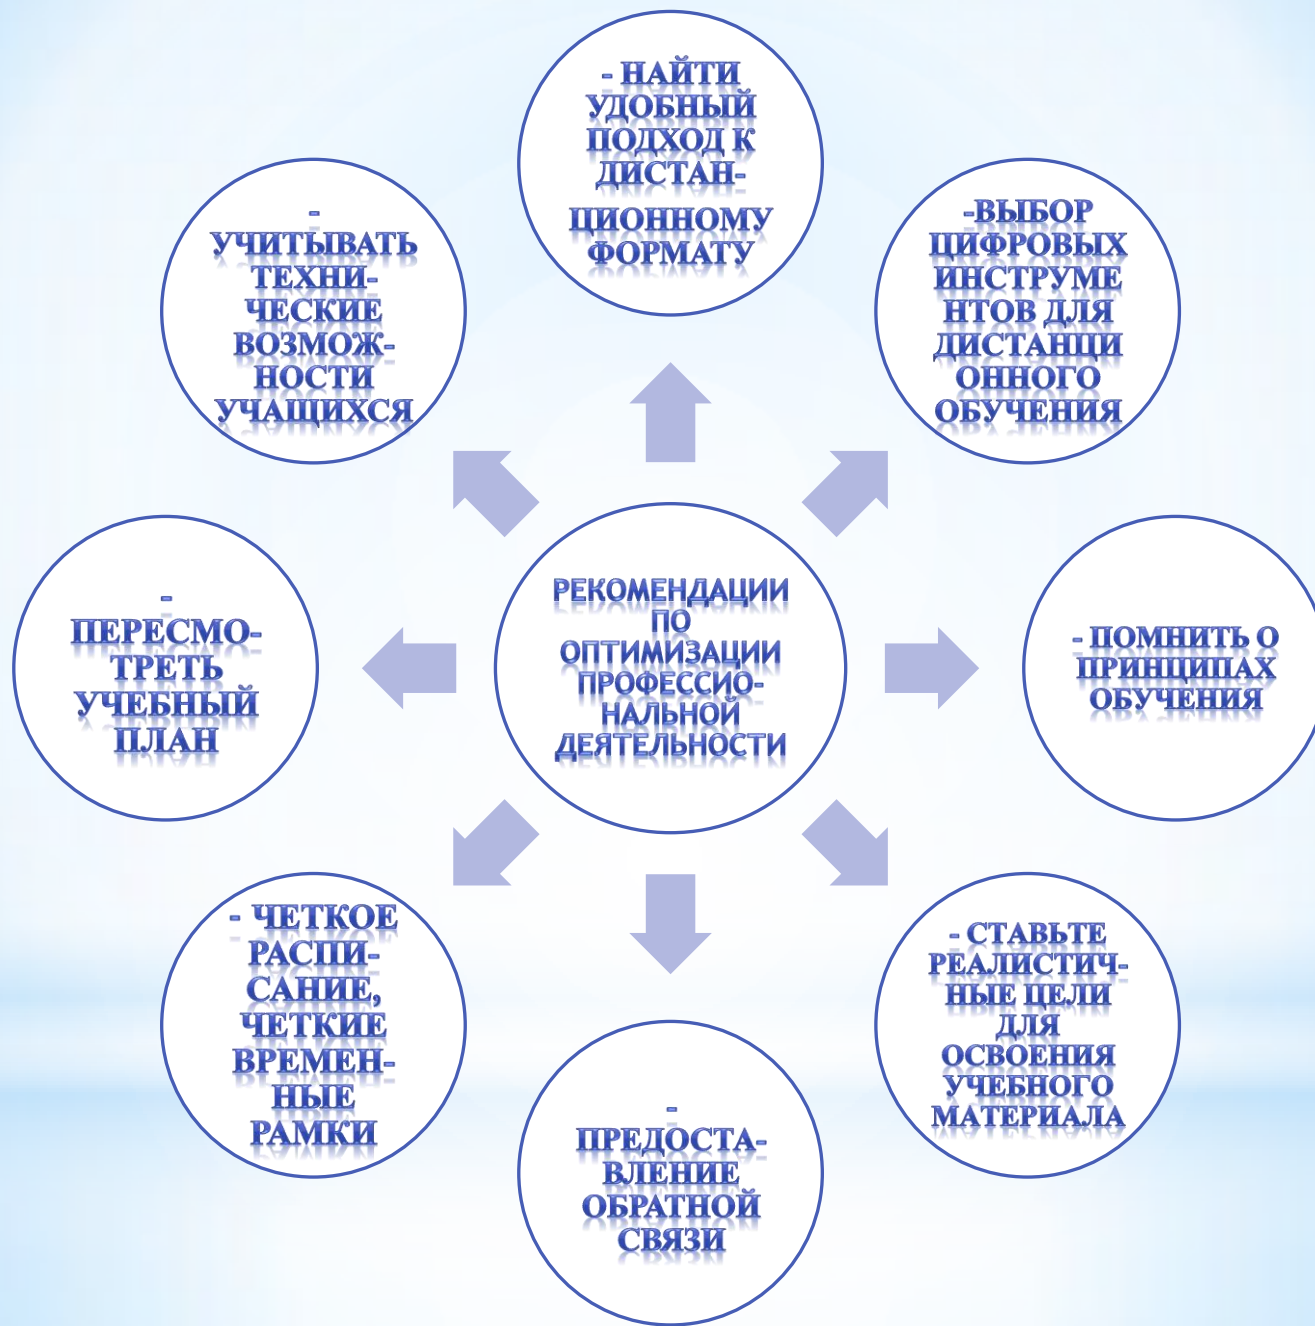 - НАЙТИ
УДОБНЫЙ
ПОДХОД К
ДИСТАН-
ЦИОННОМУ
ФОРМАТУ
-ВЫБОР
ЦИФРОВЫХ
ИНСТРУМЕ
НТОВ ДЛЯ
ДИСТАНЦИ
ОННОГО
ОБУЧЕНИЯ
- ПОМНИТЬ О
ПРИНЦИПАХ
ОБУЧЕНИЯ
- СТАВЬТЕ
РЕАЛИСТИЧ-
НЫЕ ЦЕЛИ
ДЛЯ
ОСВОЕНИЯ
УЧЕБНОГО
МАТЕРИАЛА
-
ПРЕДОСТА-
ВЛЕНИЕ
ОБРАТНОЙ
СВЯЗИ
- ЧЕТКОЕ
РАСПИ-
САНИЕ,
ЧЕТКИЕ
ВРЕМЕН-
НЫЕ
РАМКИ
-
ПЕРЕСМО-
ТРЕТЬ
УЧЕБНЫЙ
ПЛАН
-
УЧИТЫВАТЬ
ТЕХНИ-
ЧЕСКИЕ
ВОЗМОЖ-
НОСТИ
УЧАЩИХСЯ
РЕКОМЕНДАЦИИ
ПО
ОПТИМИЗАЦИИ
ПРОФЕССИО-
НАЛЬНОЙ
ДЕЯТЕЛЬНОСТИ